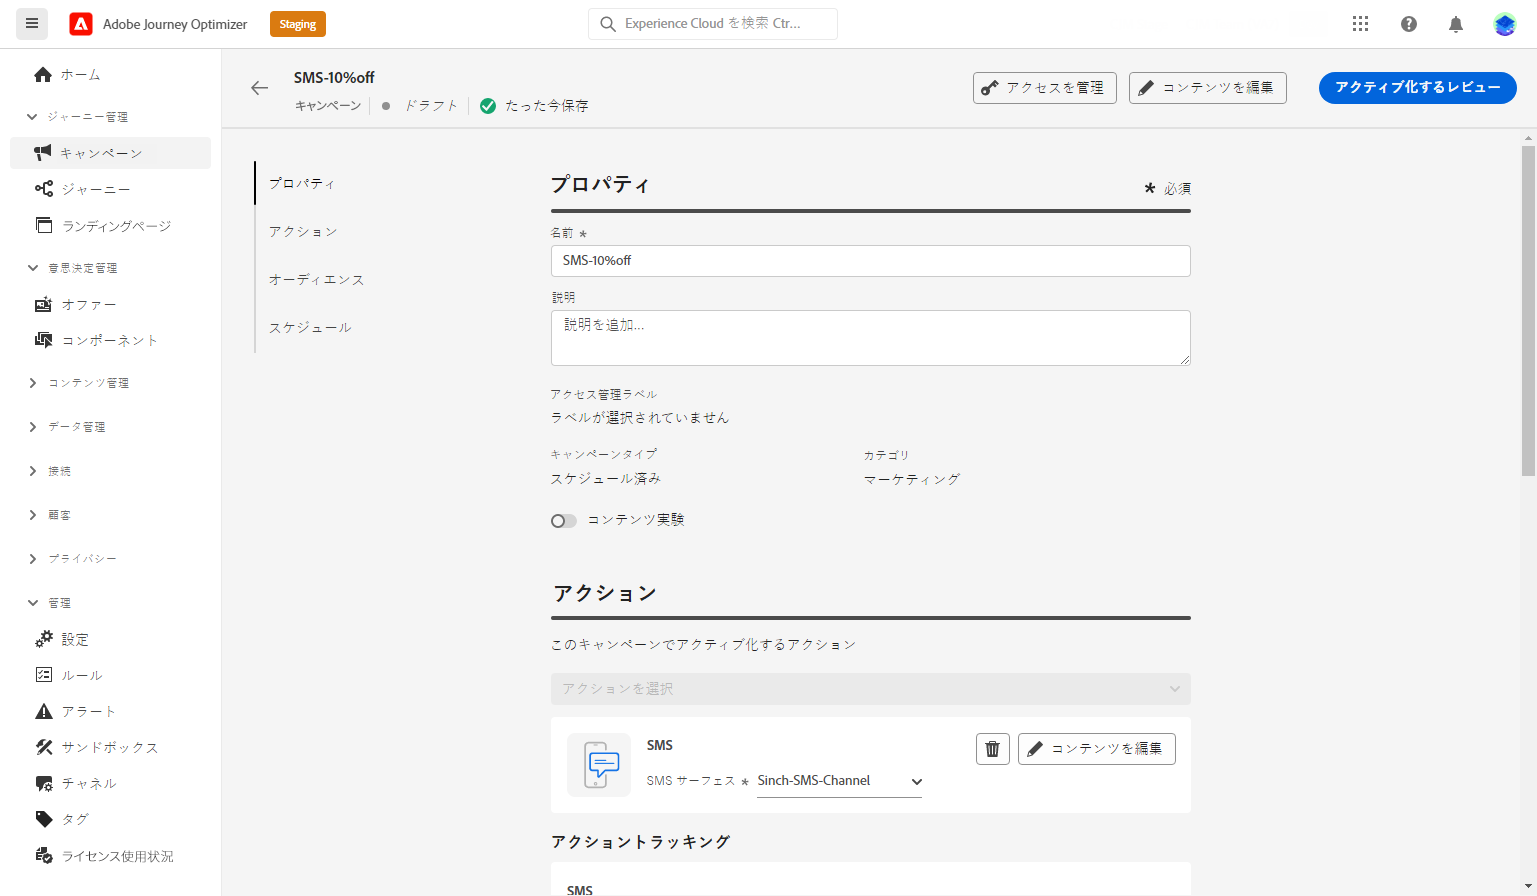 Adobe Journey Optimizer
Staging
Experience Cloud を検索 Ctr...
ホーム
ジャーニー管理
キャンペーン
ジャーニー
ランディングページ
意思決定管理
オファー
コンポーネント
コンテンツ管理
データ管理
接続
顧客
プライバシー
管理
設定
ルール
アラート
サンドボックス
チャネル
タグ
ライセンス使用状況
SMS-10%off
キャンペーン
ドラフト
たった今保存
アクセスを管理
コンテンツを編集
アクティブ化するレビュー
プロパティ
アクション
オーディエンス
スケジュール
プロパティ
* 必須
名前 *
SMS-10%off
説明
説明を追加...
アクセス管理ラベル
ラベルが選択されていません
キャンペーンタイプ
スケジュール済み
カテゴリ
マーケティング
コンテンツ実験
アクション
このキャンペーンでアクティブ化するアクション
アクションを選択
SMS
SMS サーフェス * Sinch-SMS-Channel
コンテンツを編集
アクショントラッキング
SMS